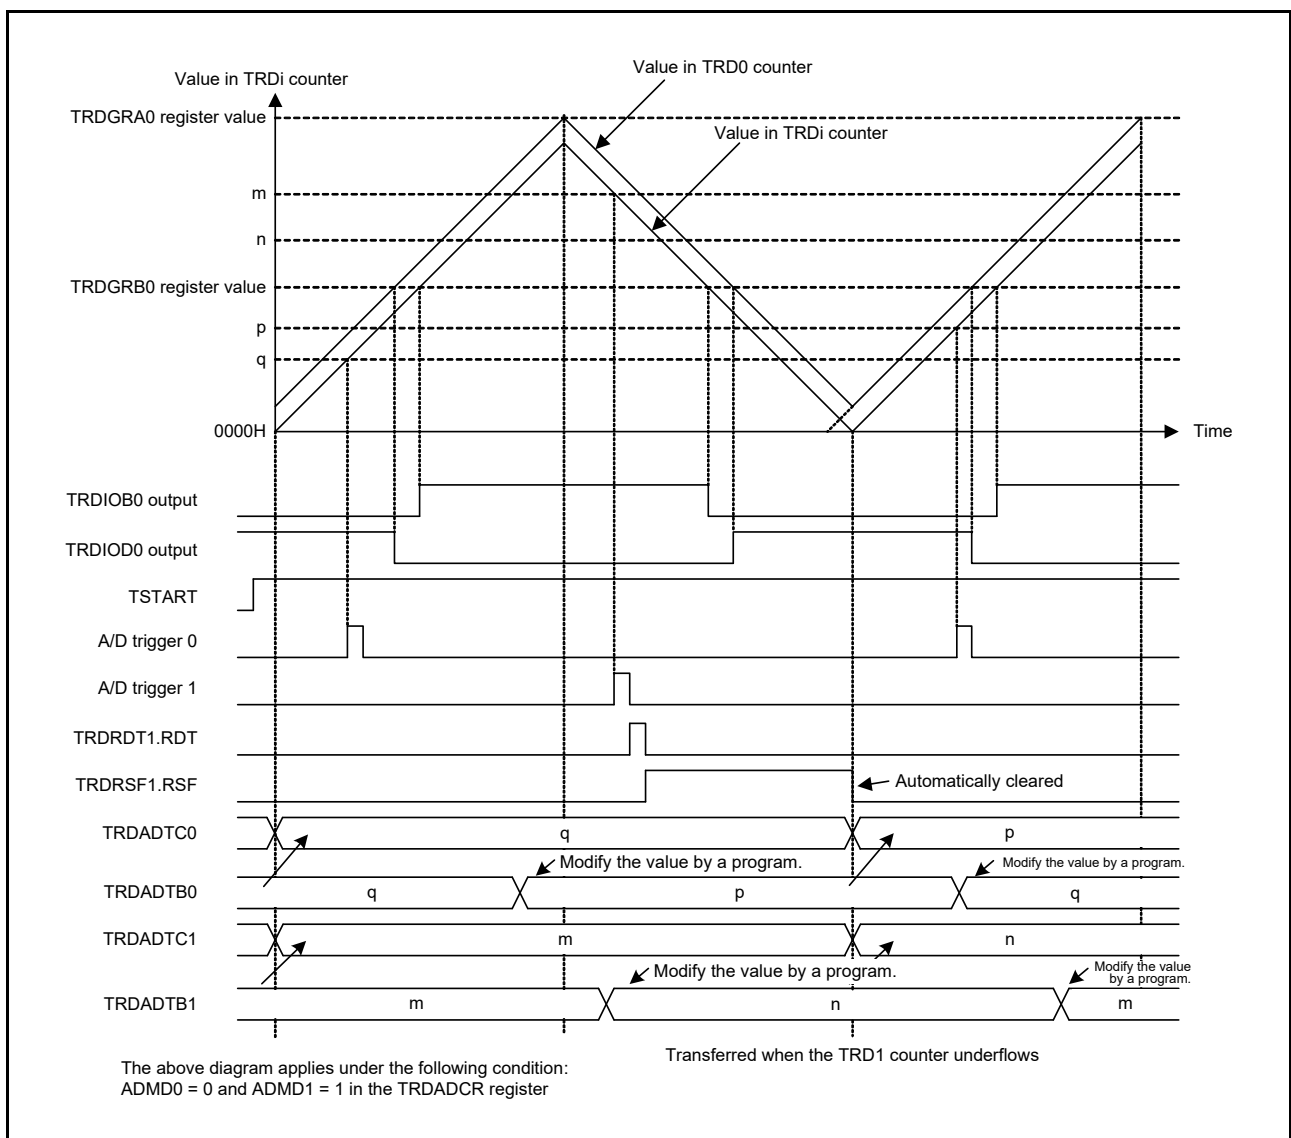 Value in TRDi counter
Value in TRD0 counter
TRDGRA0 register value
Value in TRDi counter
m
n
TRDGRB0 register value
p
q
0000H
Time
TRDIOB0 output
TRDIOD0 output
TSTART
A/D trigger 0
A/D trigger 1
TRDRDT1.RDT
TRDRSF1.RSF
Automatically cleared
TRDADTC0
q
p
Modify the value by a program.
Modify the value by a program.
TRDADTB0
q
p
q
TRDADTC1
m
n
Modify the value by a program.
Modify the value
by a program.
TRDADTB1
m
n
m
Transferred when the TRD1 counter underflows
The above diagram applies under the following condition:
ADMD0 = 0 and ADMD1 = 1 in the TRDADCR register